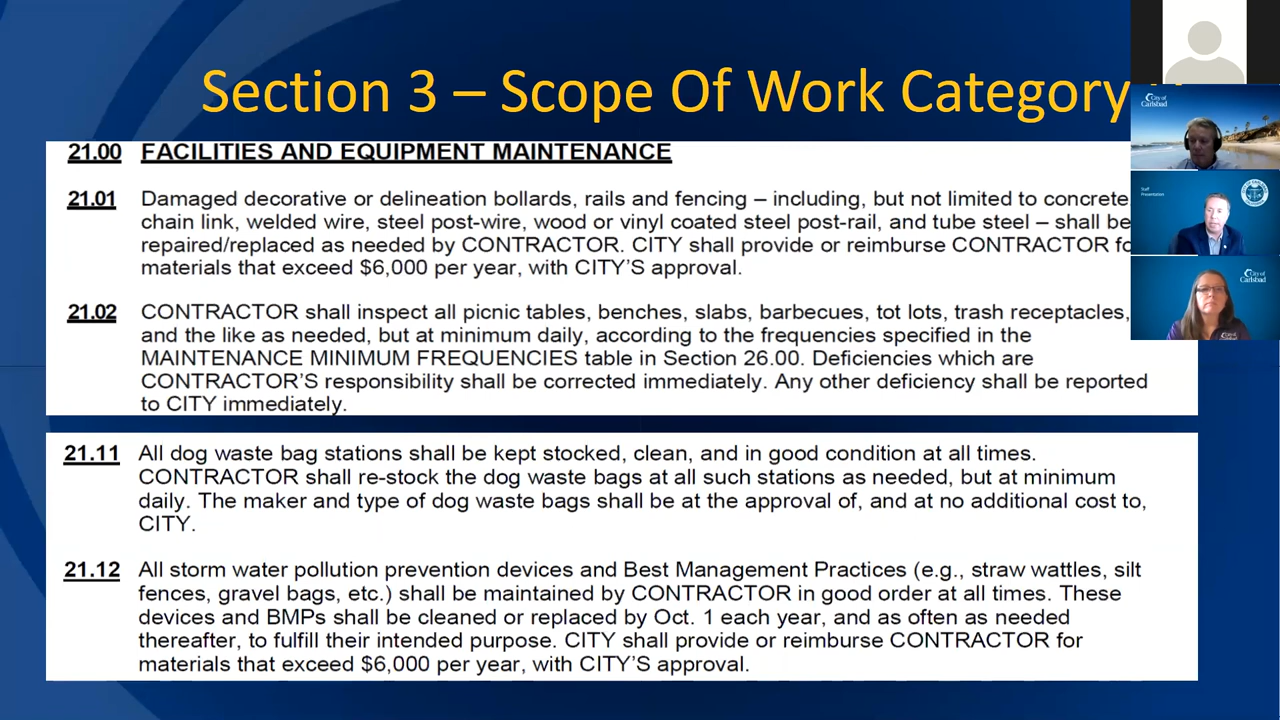 Section 3 – Scope Of Work Category
21.00 FACILITIES AND EQUIPMENT MAINTENANCE
21.01 Damaged decorative or delineation bollards, rails and fencing – including, but not limited to concrete
chain link, welded wire, steel post-wire, wood or vinyl coated steel post-rail, and tube steel – shall be
repaired/replaced as needed by CONTRACTOR. CITY shall provide or reimburse CONTRACTOR
materials that exceed $6,000 per year, with CITY'S approval.
21.02 CONTRACTOR shall inspect all picnic tables, benches, slabs, barbecues, tot lots, trash receptacles,
and the like as needed, but at minimum daily, according to the frequencies specified in the
MAINTENANCE MINIMUM FREQUENCIES table in Section 26.00. Deficiencies which are
CONTRACTOR'S responsibility shall be corrected immediately. Any other deficiency shall be reported
to CITY immediately.
21.11 All dog waste bag stations shall be kept stocked, clean, and in good condition at all times.
CONTRACTOR shall re-stock the dog waste bags at all such stations as needed, but at minimum
daily. The maker and type of dog waste bags shall be at the approval of, and at no additional cost to,
CITY.
21.12 All storm water pollution prevention devices and Best Management Practices (e.g., straw wattles, silt
fences, gravel bags, etc.) shall be maintained by CONTRACTOR in good order at all times. These
devices and BMPs shall be cleaned or replaced by Oct. 1 each year, and as often as needed
thereafter, to fulfill their intended purpose. CITY shall provide or reimburse CONTRACTOR for
materials that exceed $6,000 per year, with CITY'S approval.
City of
Carlsbad
Staff
Presentation
City of
Carlsbad